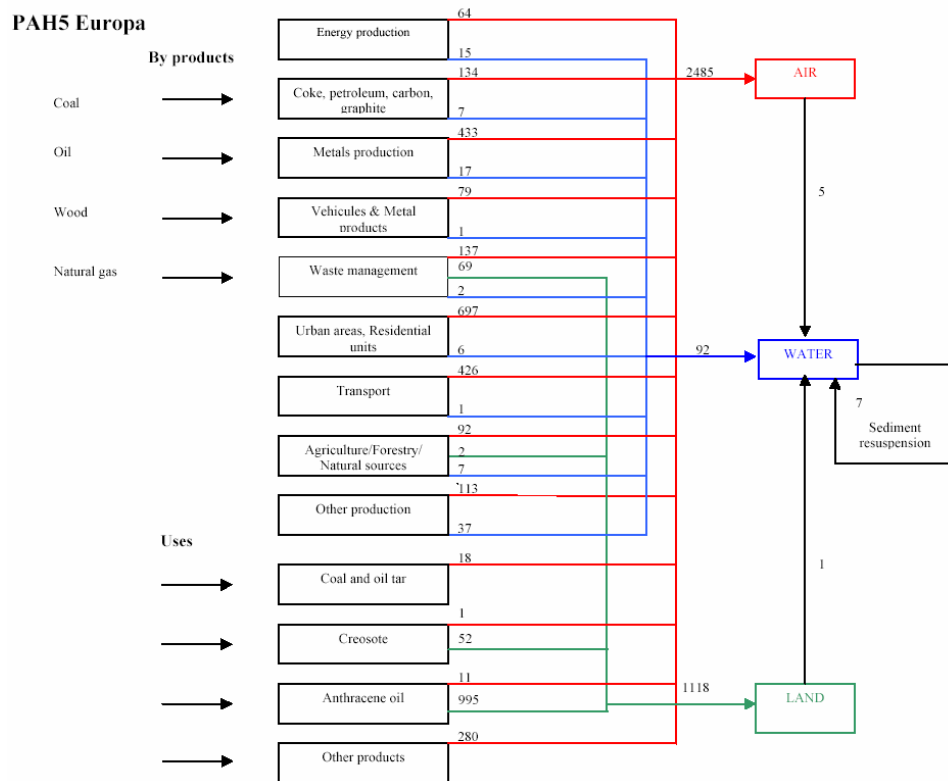 PAH5 Europa
By products
Coal
Oil
Wood
Natural gas
64
Energy production
15
134
Coke, petroleum, carbon,
graphite
7
433
Metals production
17
79
Vehicules & Metal
products
1
137
Waste management
69
2
697
Urban areas, Residential
units
6
426
Transport
1
92
Agriculture/Forestry/
Natural sources
2
7
113
Other production
37
Uses
18
Coal and oil tar
1
Creosote
52
11
Anthracene oil
995
280
Other products
2485
AIR
5
92
WATER
7
Sediment
resuspension
1
1118
LAND